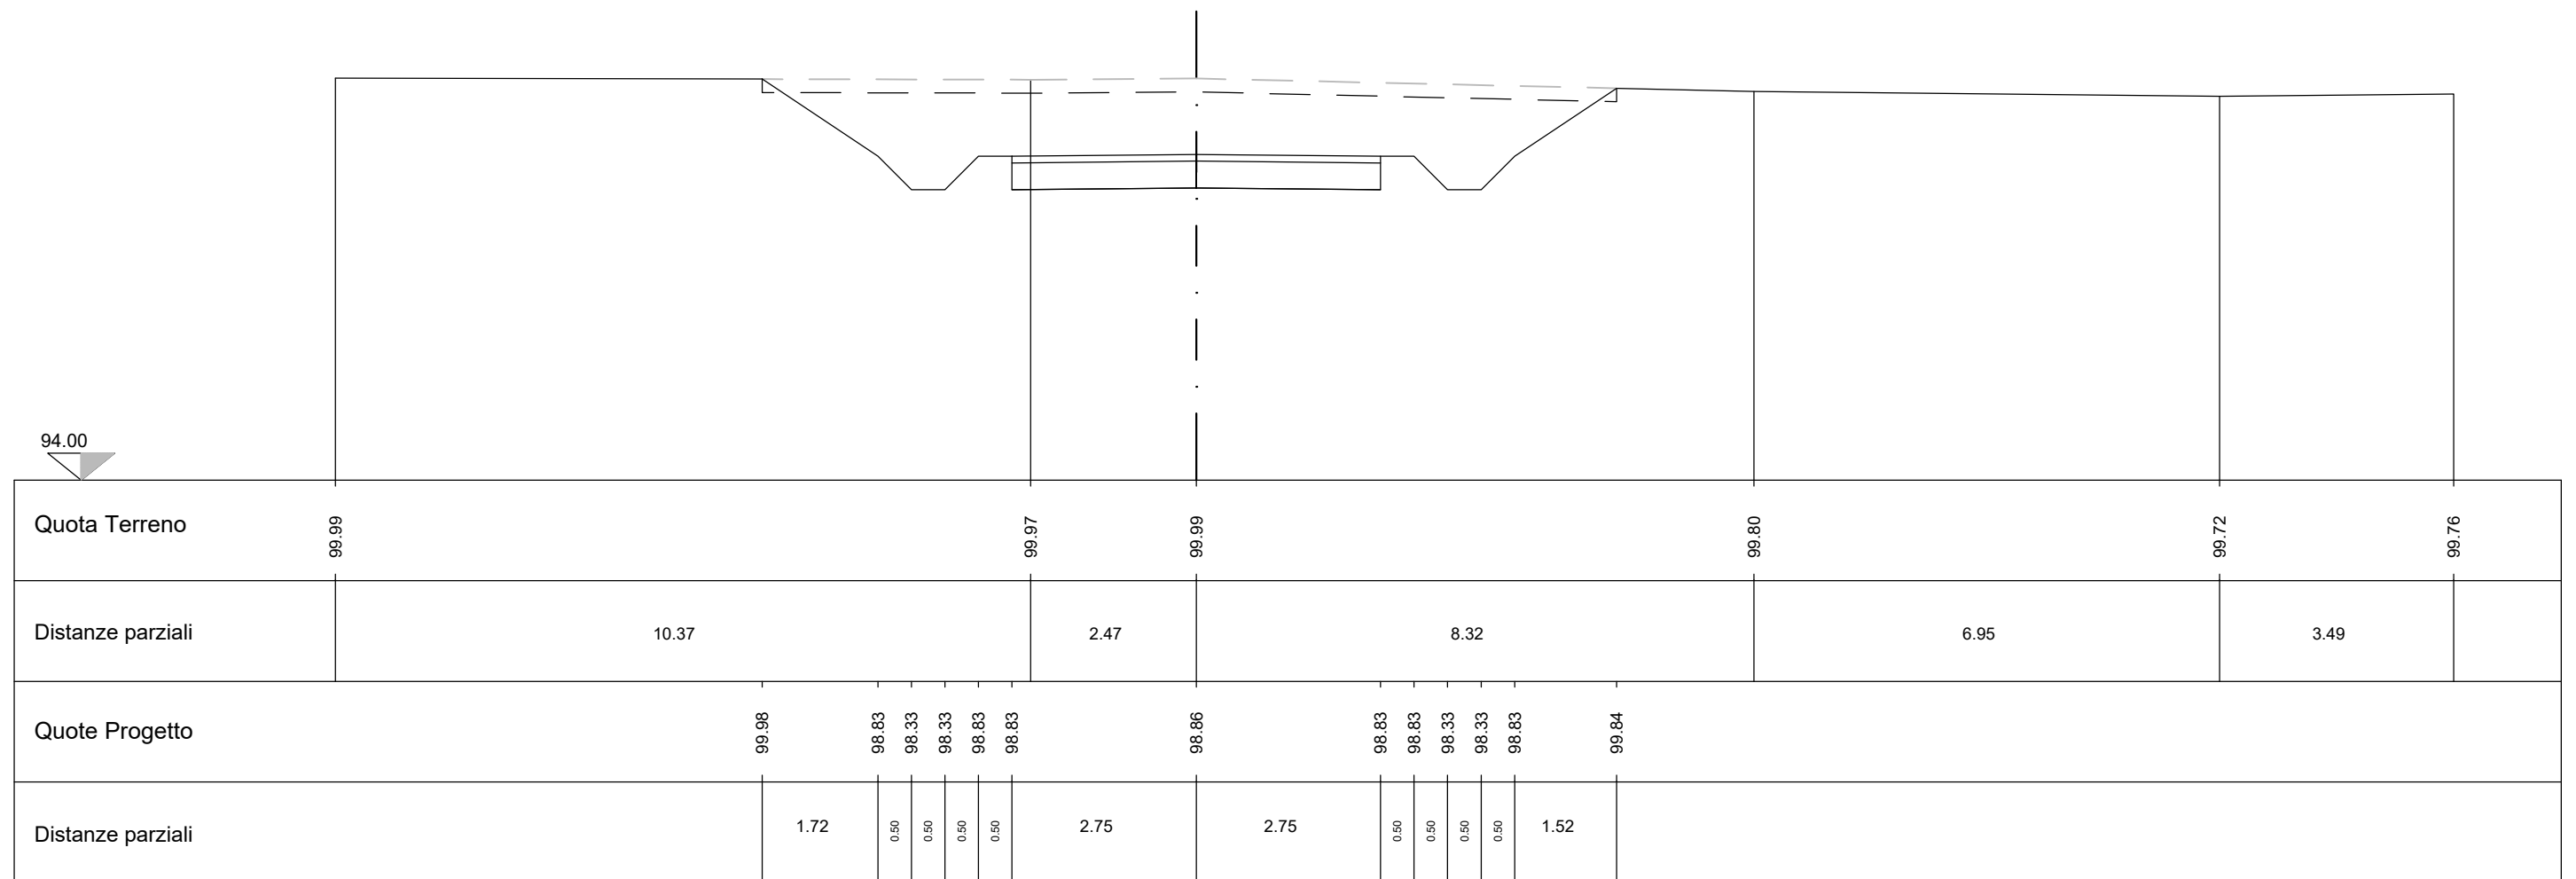 94.00
Quota Terreno 99.99 99.97 99.99 99.80 99.72 99.76
Distanze parziali 10.37 2.47 8.32 6.95 3.49
Quote Progetto 99.98 98.83 98.33 98.33 98.83 98.83 98.86 98.83 98.83 98.33 98.33 98.83 99.84
Distanze parziali 1.72 0.50 0.50 0.50 0.50 2.75 2.75 0.50 0.50 0.50 0.50 1.52